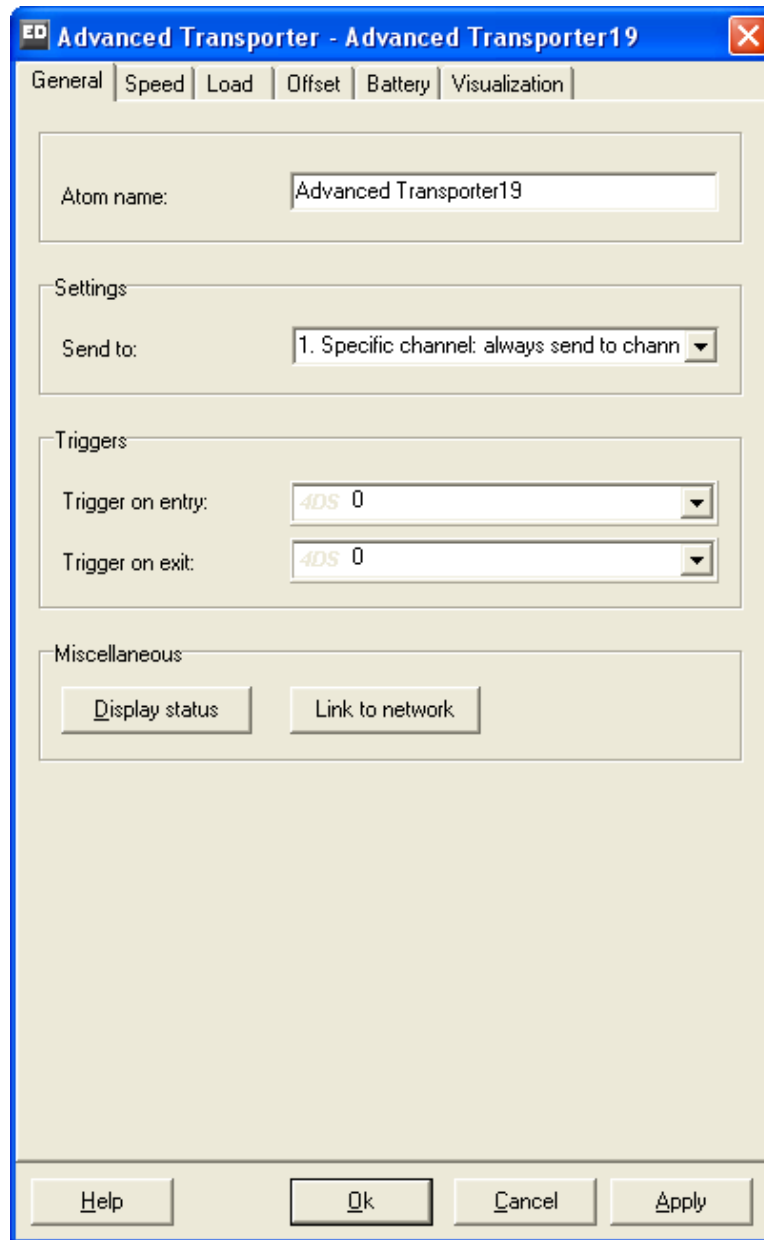 ED Advanced Transporter - Advanced Transporter19
General Speed Load Offset Battery Visualization
Atom name: Advanced Transporter19
Settings
Send to: 1. Specific channel: always send to chann
Triggers
Trigger on entry: 4DS 0
Trigger on exit: 4DS 0
Miscellaneous
Display status Link to network
Help Ok Cancel Apply